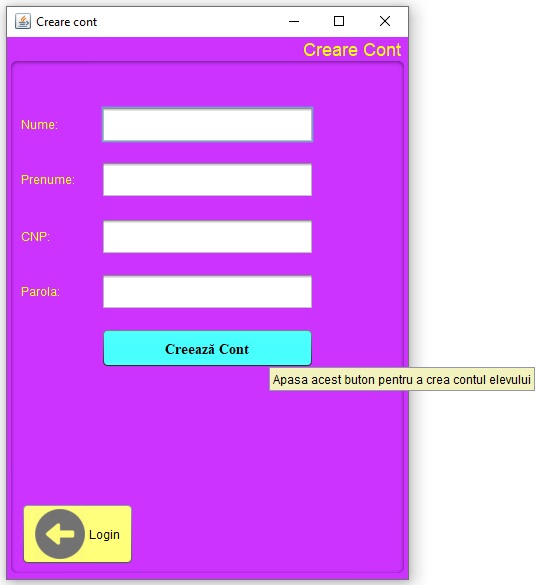 Creare cont
Creare Cont
Nume:
Prenume:
CNP:
Parola:
Creează Cont
Apasa acest buton pentru a crea contul elevului
Login